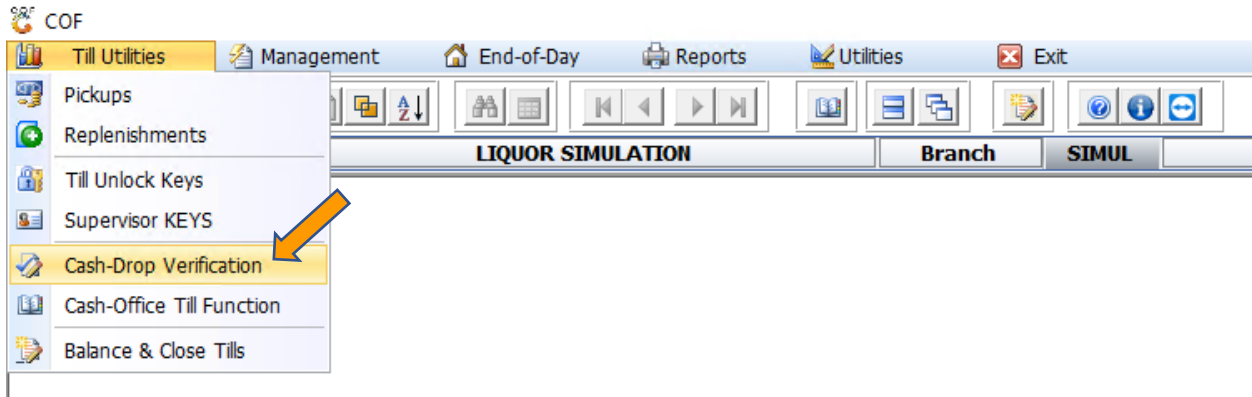 COF
Till Utilities Management End-of-Day Reports Utilities Exit
Pickups
Replenishments
LIQUOR SIMULATION Branch SIMUL
Till Unlock Keys
Supervisor KEYS
Cash-Drop Verification
Cash-Office Till Function
Balance & Close Tills